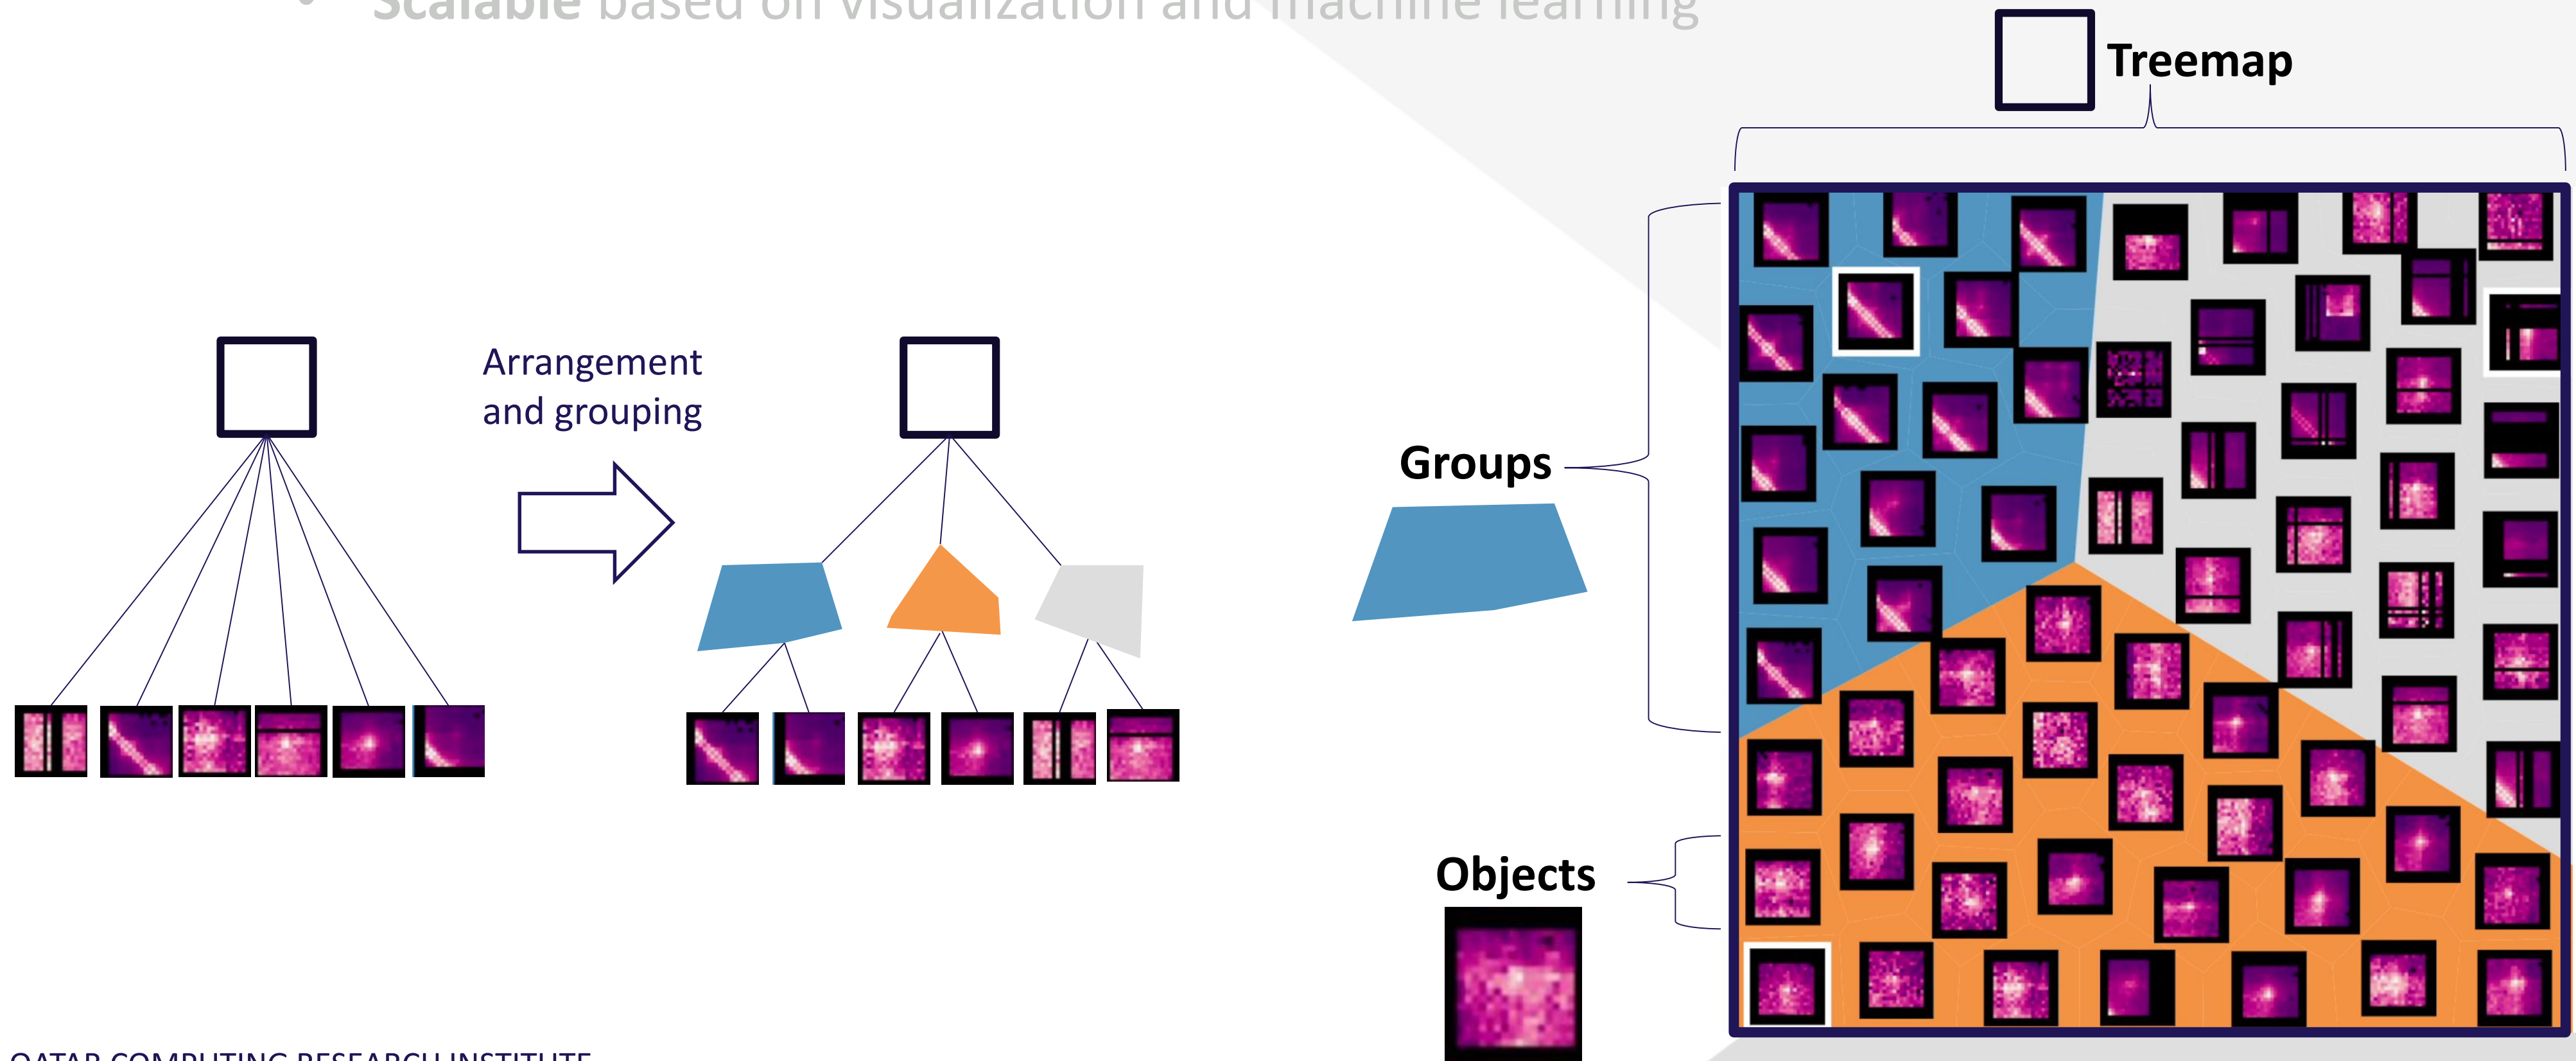 • Scalable based on visualization and machine learning
Treemap
Arrangement
and grouping
Groups
Objects
QATAR COMPUTING RESEARCH INSTITUTE